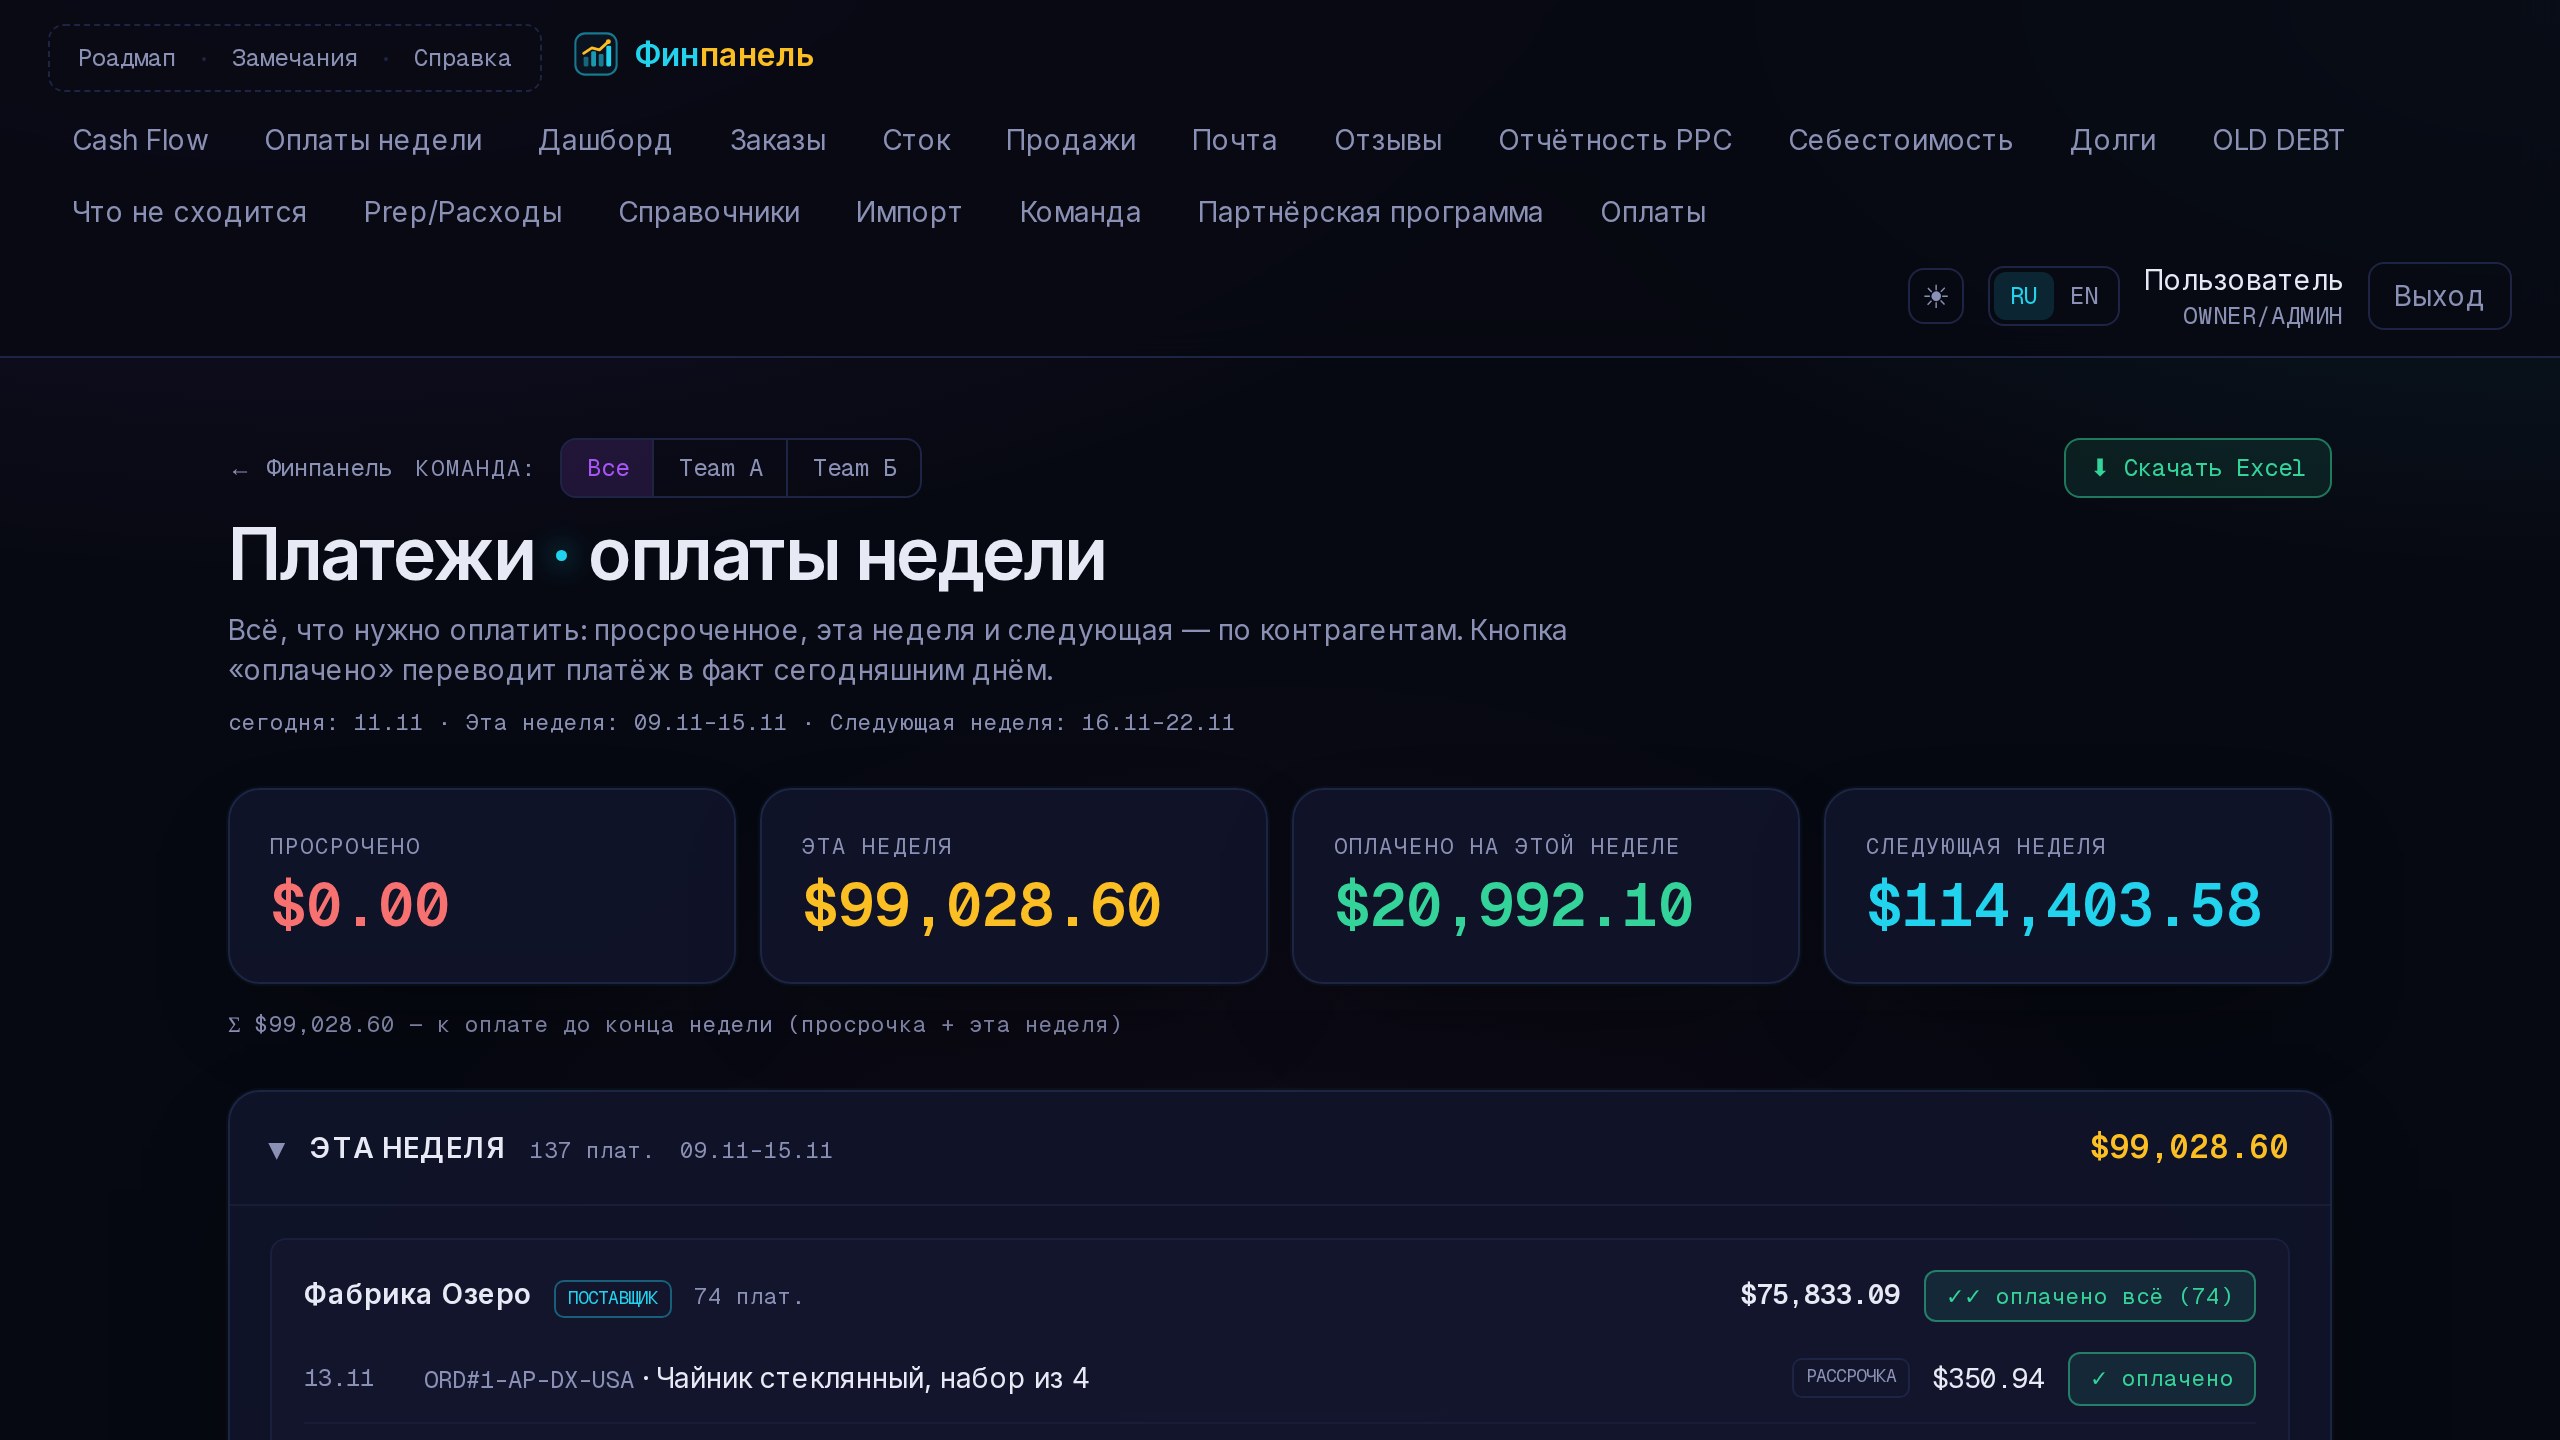 Роадмап · Замечания · Справка
Финпанель
Cash Flow Оплаты недели Дашборд Заказы Сток Продажи Почта Отзывы Отчётность PPC Себестоимость Долги OLD DEBT
Что не сходится Prep/Расходы Справочники Импорт Команда Партнёрская программа Оплаты
☀ RU EN Пользователь Выход
OWNER/АДМИН
← Финпанель КОМАНДА: Все Team A Team Б ⬇ Скачать Excel
Платежи · оплаты недели
Всё, что нужно оплатить: просроченное, эта неделя и следующая — по контрагентам. Кнопка
«оплачено» переводит платёж в факт сегодняшним днём.
сегодня: 11.11 · Эта неделя: 09.11–15.11 · Следующая неделя: 16.11–22.11
ПРОСРОЧЕНО
$0.00
ЭТА НЕДЕЛЯ
$99,028.60
ОПЛАЧЕНО НА ЭТОЙ НЕДЕЛЕ
$20,992.10
СЛЕДУЮЩАЯ НЕДЕЛЯ
$114,403.58
Σ $99,028.60 — к оплате до конца недели (просрочка + эта неделя)
▼ ЭТА НЕДЕЛЯ 137 плат. 09.11–15.11 $99,028.60
Фабрика Озеро ПОСТАВЩИК 74 плат. $75,833.09 ✓✓ оплачено всё (74)
13.11 ORD#1-AP-DX-USA · Чайник стеклянный, набор из 4 РАССРОЧКА $350.94 ✓ оплачено